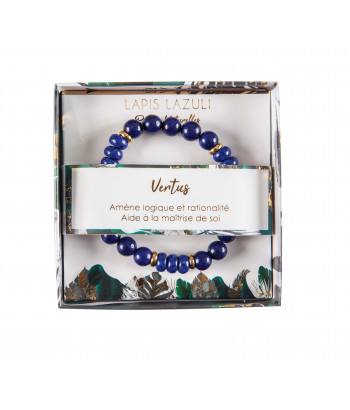 LAPIS LAZULI
Vertus
Amène logique et rationalité
Aide à la maîtrise de soi